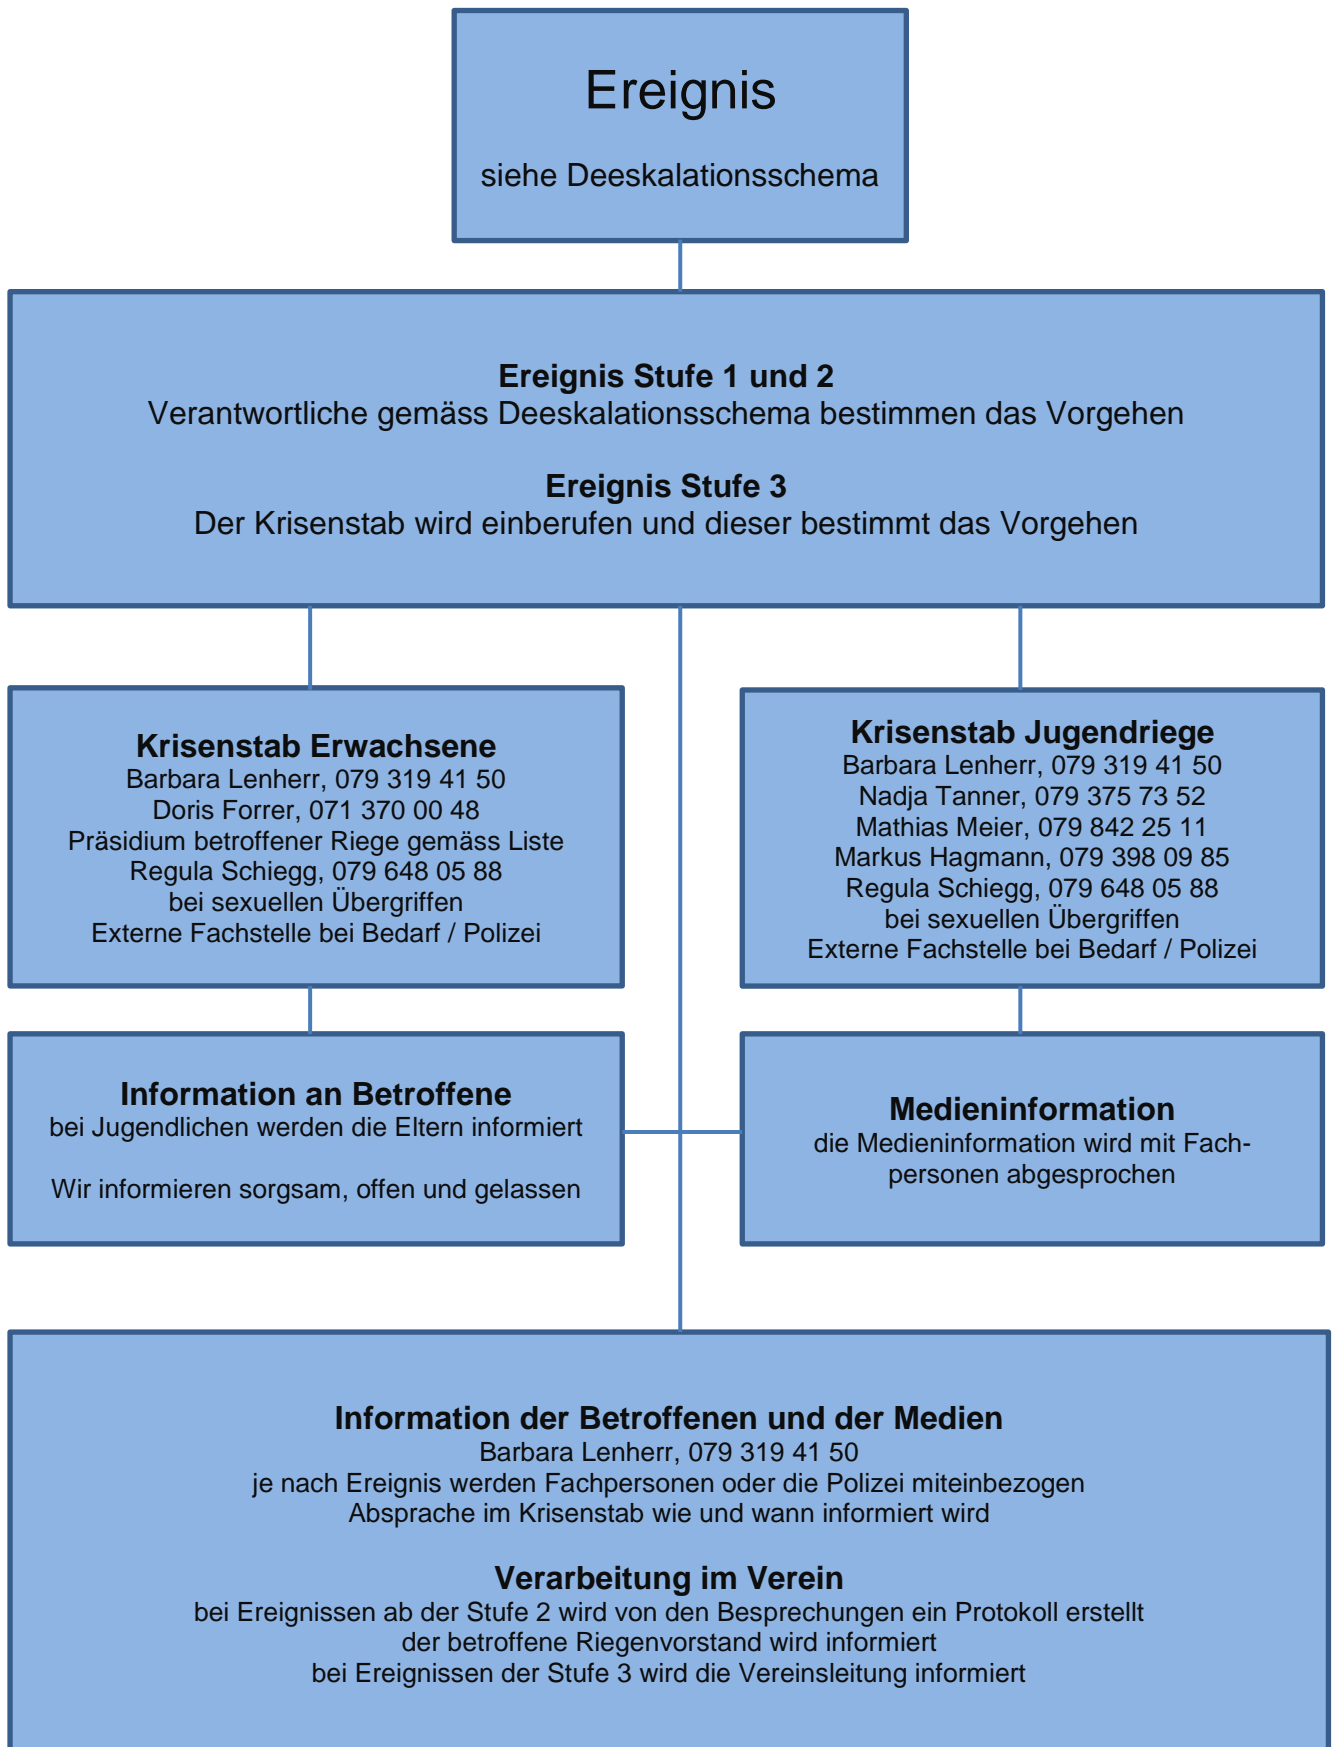 Ereignis
siehe Deeskalationsschema
Ereignis Stufe 1 und 2
Verantwortliche gemäss Deeskalationsschema bestimmen das Vorgehen
Ereignis Stufe 3
Der Krisenstab wird einberufen und dieser bestimmt das Vorgehen
Krisenstab Erwachsene
Barbara Lenherr, 079 319 41 50
Doris Forrer, 071 370 00 48
Präsidium betroffener Riege gemäss Liste
Regula Schiegg, 079 648 05 88
bei sexuellen Übergriffen
Externe Fachstelle bei Bedarf / Polizei
Krisenstab Jugendriege
Barbara Lenherr, 079 319 41 50
Nadja Tanner, 079 375 73 52
Mathias Meier, 079 842 25 11
Markus Hagmann, 079 398 09 85
Regula Schiegg, 079 648 05 88
bei sexuellen Übergriffen
Externe Fachstelle bei Bedarf / Polizei
Information an Betroffene
bei Jugendlichen werden die Eltern informiert
Wir informieren sorgsam, offen und gelassen
Medieninformation
die Medieninformation wird mit Fach-
personen abgesprochen
Information der Betroffenen und der Medien
Barbara Lenherr, 079 319 41 50
je nach Ereignis werden Fachpersonen oder die Polizei miteinbezogen
Absprache im Krisenstab wie und wann informiert wird
Verarbeitung im Verein
bei Ereignissen ab der Stufe 2 wird von den Besprechungen ein Protokoll erstellt
der betroffene Riegenvorstand wird informiert
bei Ereignissen der Stufe 3 wird die Vereinsleitung informiert